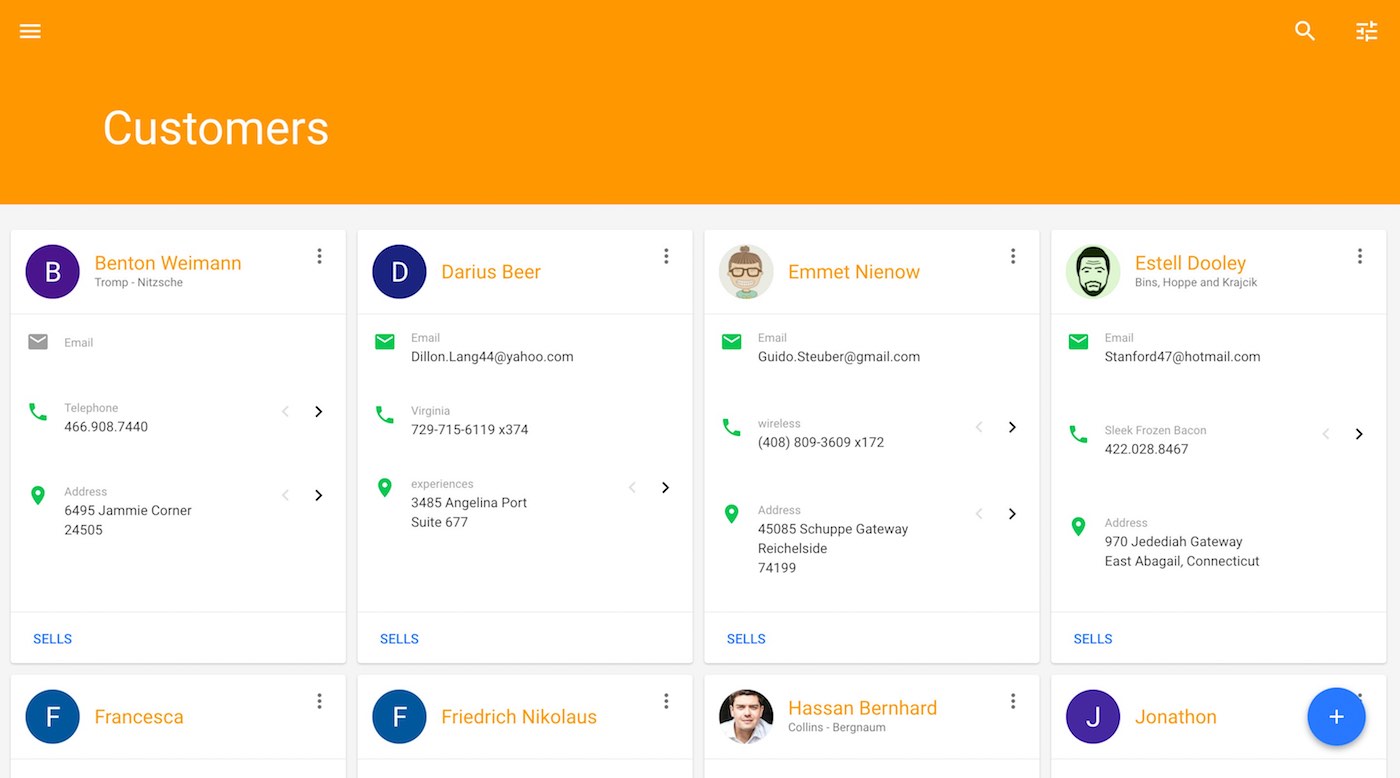 Customers
B
Benton Weimann
Tromp - Nitzsche
Email
Telephone
466.908.7440
Address
6495 Jammie Corner
24505
SELLS
D
Darius Beer
Email
Dillon.Lang44@yahoo.com
Virginia
729-715-6119 x374
experiences
3485 Angelina Port
Suite 677
SELLS
Emmet Nienow
Email
Guido.Steuber@gmail.com
wireless
(408) 809-3609 x172
Address
45085 Schuppe Gateway
Reichelside
74199
SELLS
Estell Dooley
Bins, Hoppe and Krajcik
Email
Stanford47@hotmail.com
Sleek Frozen Bacon
422.028.8467
Address
970 Jedediah Gateway
East Abagail, Connecticut
SELLS
F
Francesca
F
Friedrich Nikolaus
Hassan Bernhard
Collins - Bergnaum
J
Jonathon